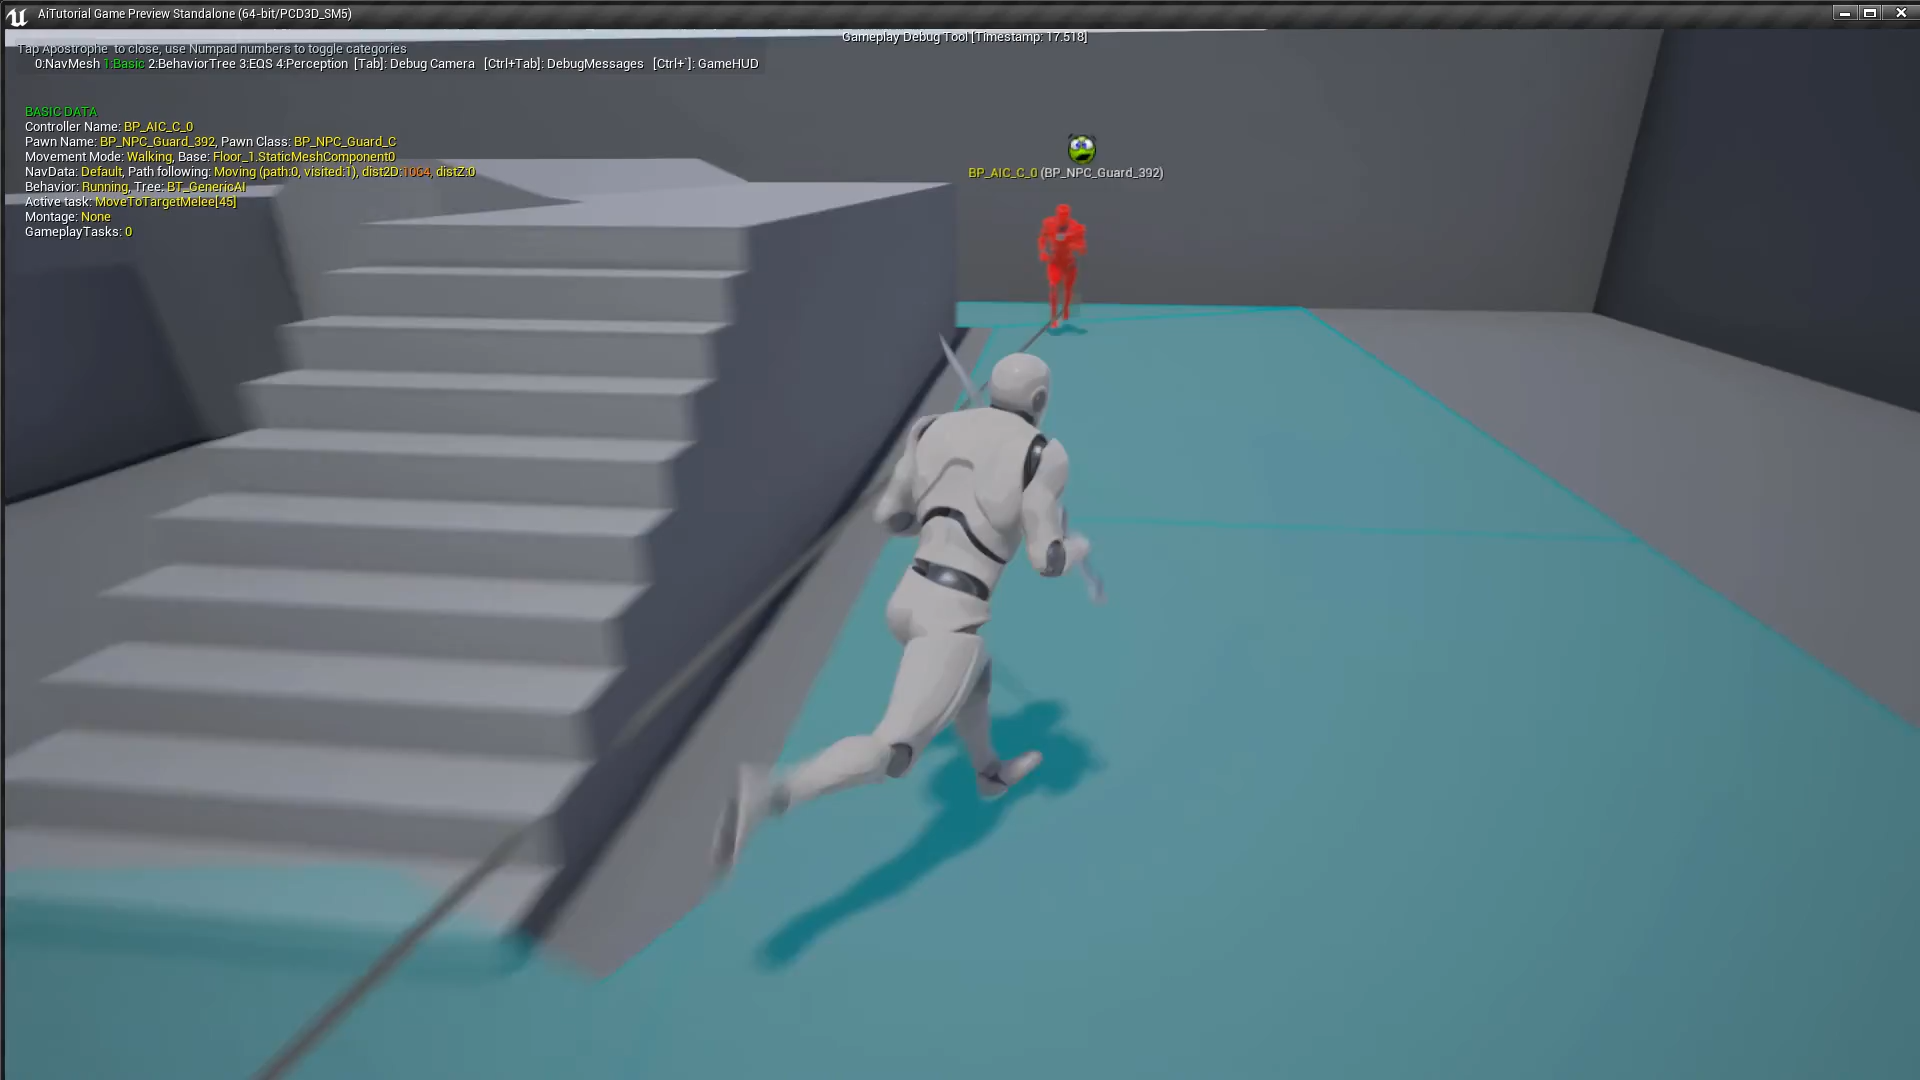 AiTutorial Game Preview Standalone (64-bit/PCD3D_SM5)
Gameplay Debug Tool [Timestamp: 17.518]
Tap Apostrophe to close, use Numpad numbers to toggle categories
0:NavMesh 1:Basic 2:BehaviorTree 3:EQS 4:Perception [Tab]: Debug Camera [Ctrl+Tab]: DebugMessages [Ctrl+`]: GameHUD
BASIC DATA
Controller Name: BP_AIC_C_0
Pawn Name: BP_NPC_Guard_392, Pawn Class: BP_NPC_Guard_C
Movement Mode: Walking, Base: Floor_1.StaticMeshComponent0
NavData: Default, Path following: Moving (path:0, visited:1), dist2D:1064, distZ:0
Behavior: Running, Tree: BT_GenericAI
Active task: MoveToTargetMelee[45]
Montage: None
GameplayTasks: 0
BP_AIC_C_0 (BP_NPC_Guard_392)